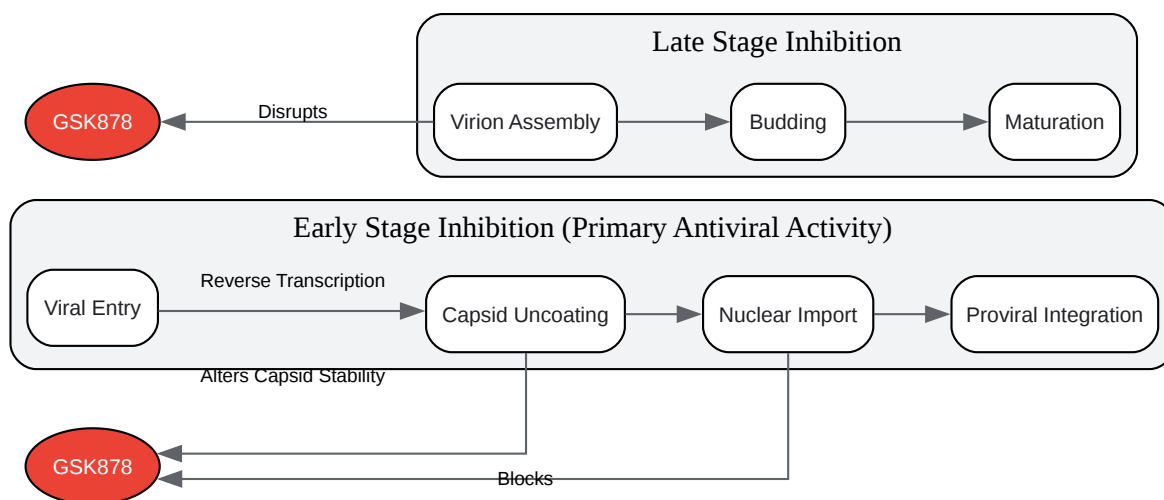 Late Stage Inhibition
GSK878
Disrupts
Virion Assembly
Budding
Maturation
Early Stage Inhibition (Primary Antiviral Activity)
Viral Entry
Reverse Transcription
Capsid Uncoating
Nuclear Import
Proviral Integration
Alters Capsid Stability
GSK878
Blocks